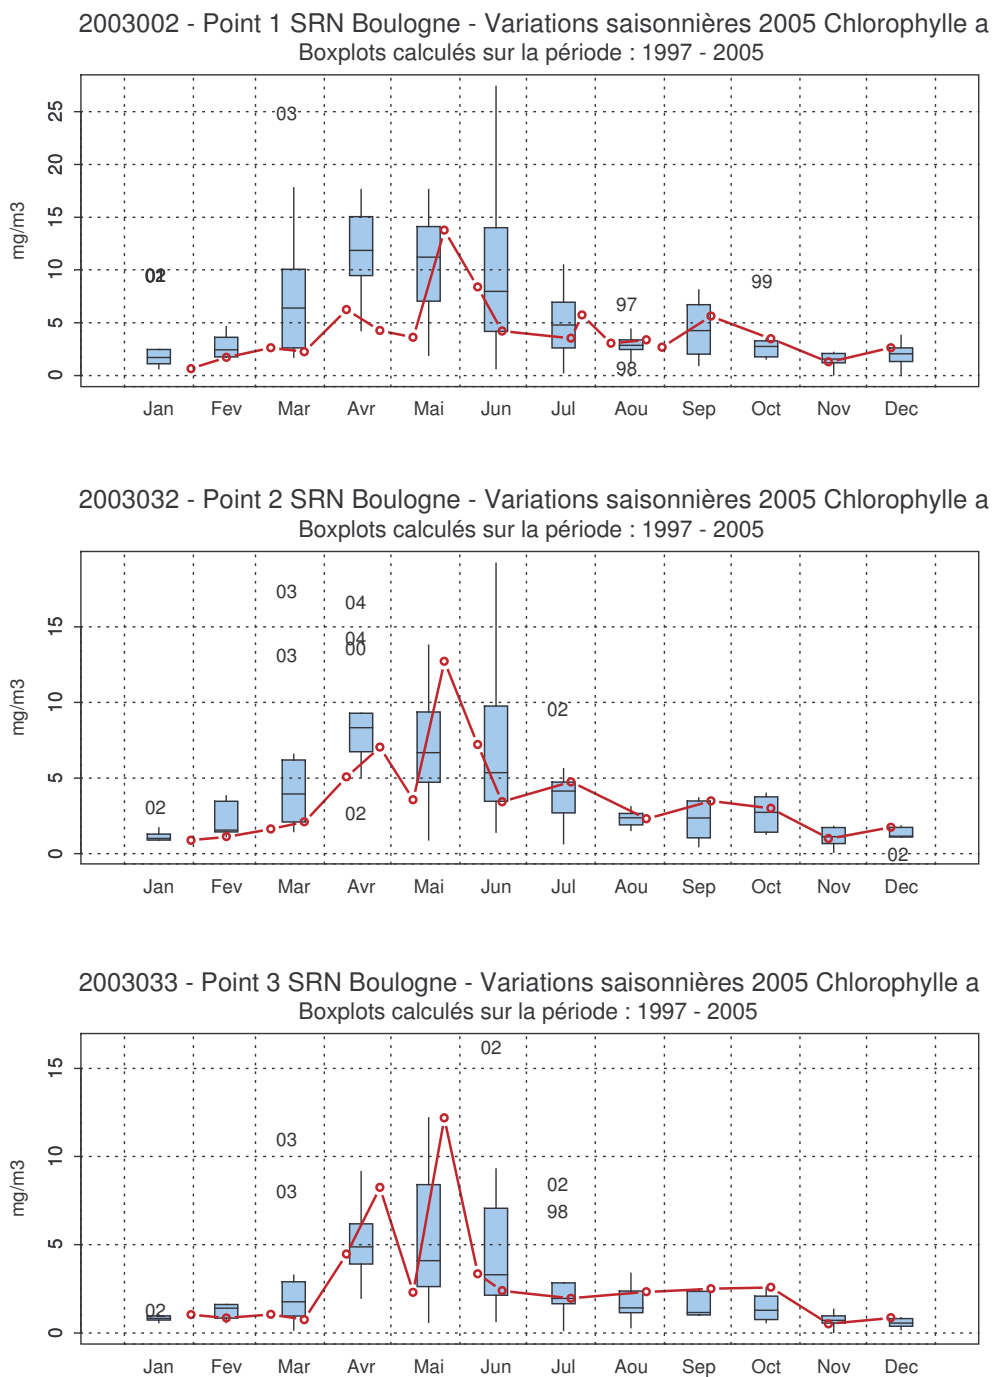 2003002 - Point 1 SRN Boulogne - Variations saisonnières 2005 Chlorophylle a
Boxplots calculés sur la période : 1997 - 2005
mg/m3
25
20
15
10
5
0
03
02
97
98
99
Jan Fev Mar Avr Mai Jun Jul Aou Sep Oct Nov Dec
2003032 - Point 2 SRN Boulogne - Variations saisonnières 2005 Chlorophylle a
Boxplots calculés sur la période : 1997 - 2005
mg/m3
15
10
5
0
02
03
03
04
04
00
02
02
02
Jan Fev Mar Avr Mai Jun Jul Aou Sep Oct Nov Dec
2003033 - Point 3 SRN Boulogne - Variations saisonnières 2005 Chlorophylle a
Boxplots calculés sur la période : 1997 - 2005
mg/m3
15
10
5
0
02
03
03
02
02
98
Jan Fev Mar Avr Mai Jun Jul Aou Sep Oct Nov Dec